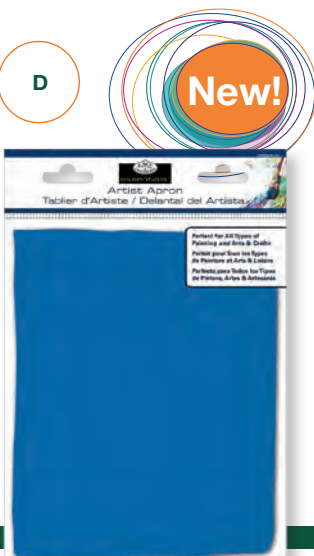 D
New!
essentials
Artist Apron
Tablier d'Artiste / Delantal del Artista
Perfect for All Types of
Painting and Arts & Crafts
Parfait pour Tous les Types
de Peinture et Arts & Loisirs
Perfecto para Todos los Tipos
de Pintura, Artes & Artesanía